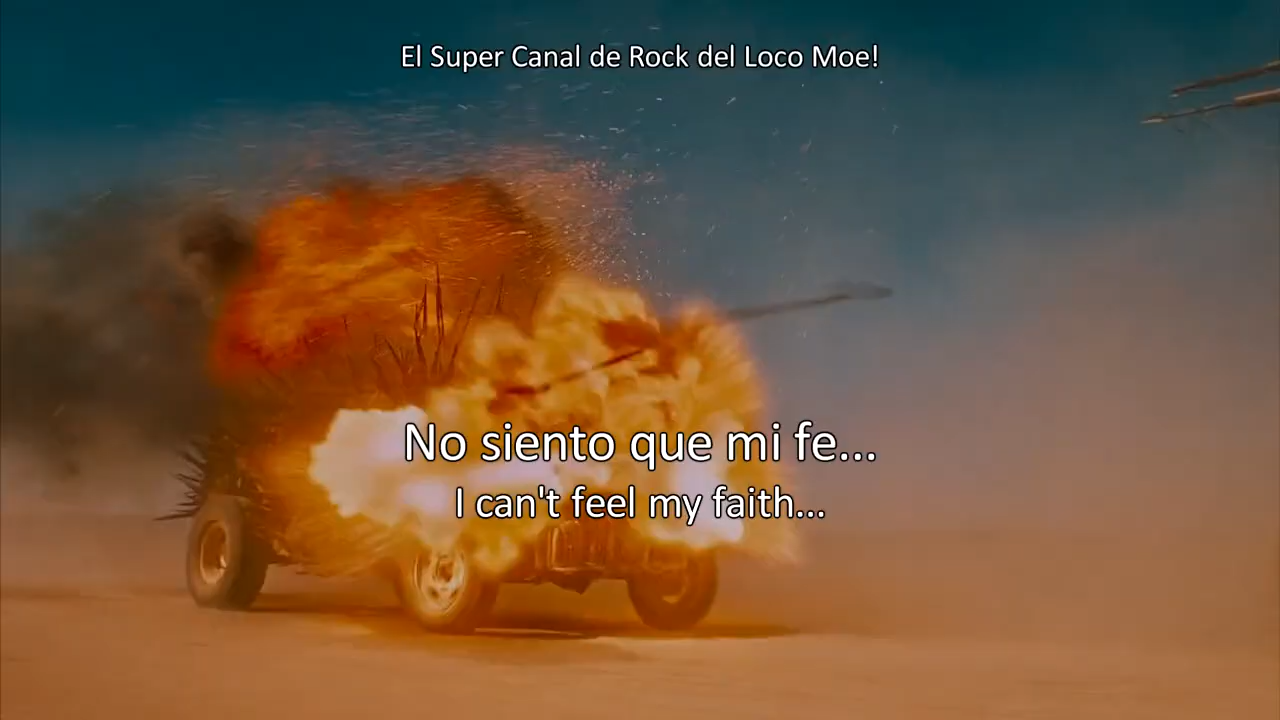 El Super Canal de Rock del Loco Moe!
No siento que mi fe...
I can't feel my faith...